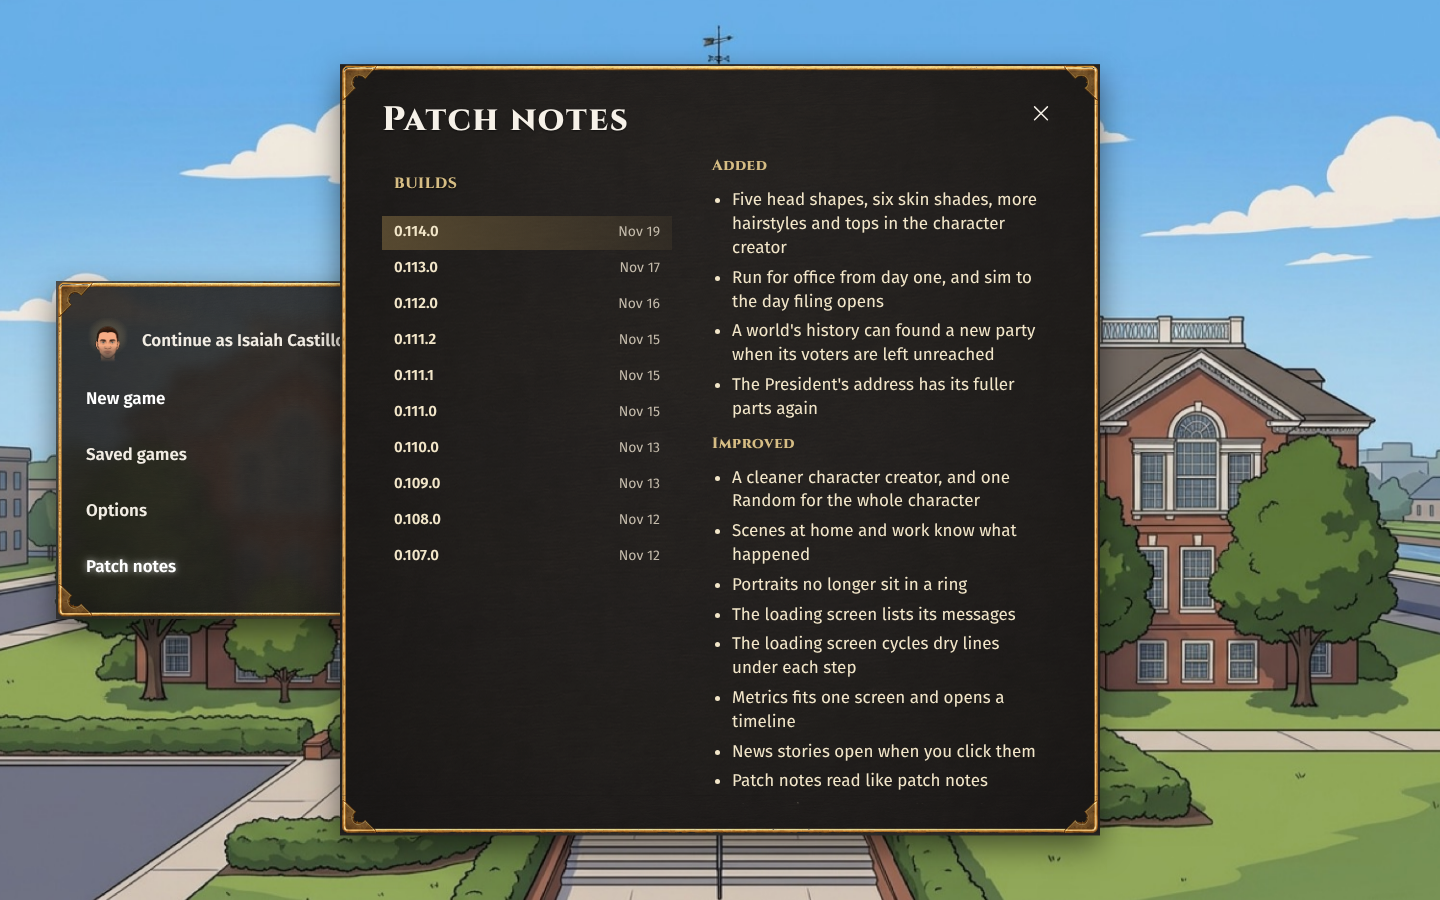 Patch notes
Builds
0.114.0 Nov 19
0.113.0 Nov 17
0.112.0 Nov 16
0.111.2 Nov 15
0.111.1 Nov 15
0.111.0 Nov 15
0.110.0 Nov 13
0.109.0 Nov 13
0.108.0 Nov 12
0.107.0 Nov 12
Added
• Five head shapes, six skin shades, more
hairstyles and tops in the character
creator
• Run for office from day one, and sim to
the day filing opens
• A world's history can found a new party
when its voters are left unreached
• The President's address has its fuller
parts again
Improved
• A cleaner character creator, and one
Random for the whole character
• Scenes at home and work know what
happened
• Portraits no longer sit in a ring
• The loading screen lists its messages
• The loading screen cycles dry lines
under each step
• Metrics fits one screen and opens a
timeline
• News stories open when you click them
• Patch notes read like patch notes
Continue as Isaiah Castillo
New game
Saved games
Options
Patch notes